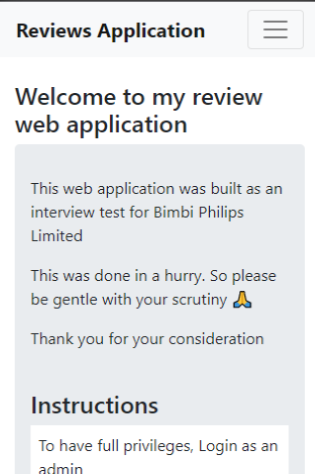 Reviews Application
Welcome to my review
web application
This web application was built as an
interview test for Bimbi Philips
Limited
This was done in a hurry. So please
be gentle with your scrutiny 🙏
Thank you for your consideration
Instructions
To have full privileges, Login as an
admin